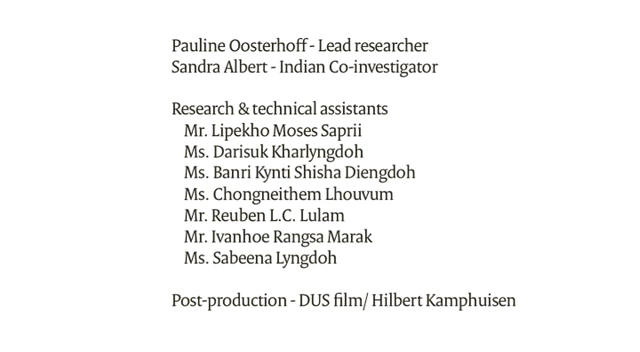 Pauline Oosterhoff - Lead researcher
Sandra Albert - Indian Co-investigator
Research & technical assistants
Mr. Lipekho Moses Saprii
Ms. Darisuk Kharlyngdoh
Ms. Banri Kynti Shisha Diengdoh
Ms. Chongneithem Lhouvum
Mr. Reuben L.C. Lulam
Mr. Ivanhoe Rangsa Marak
Ms. Sabeena Lyngdoh
Post-production - DUS film/ Hilbert Kamphuisen